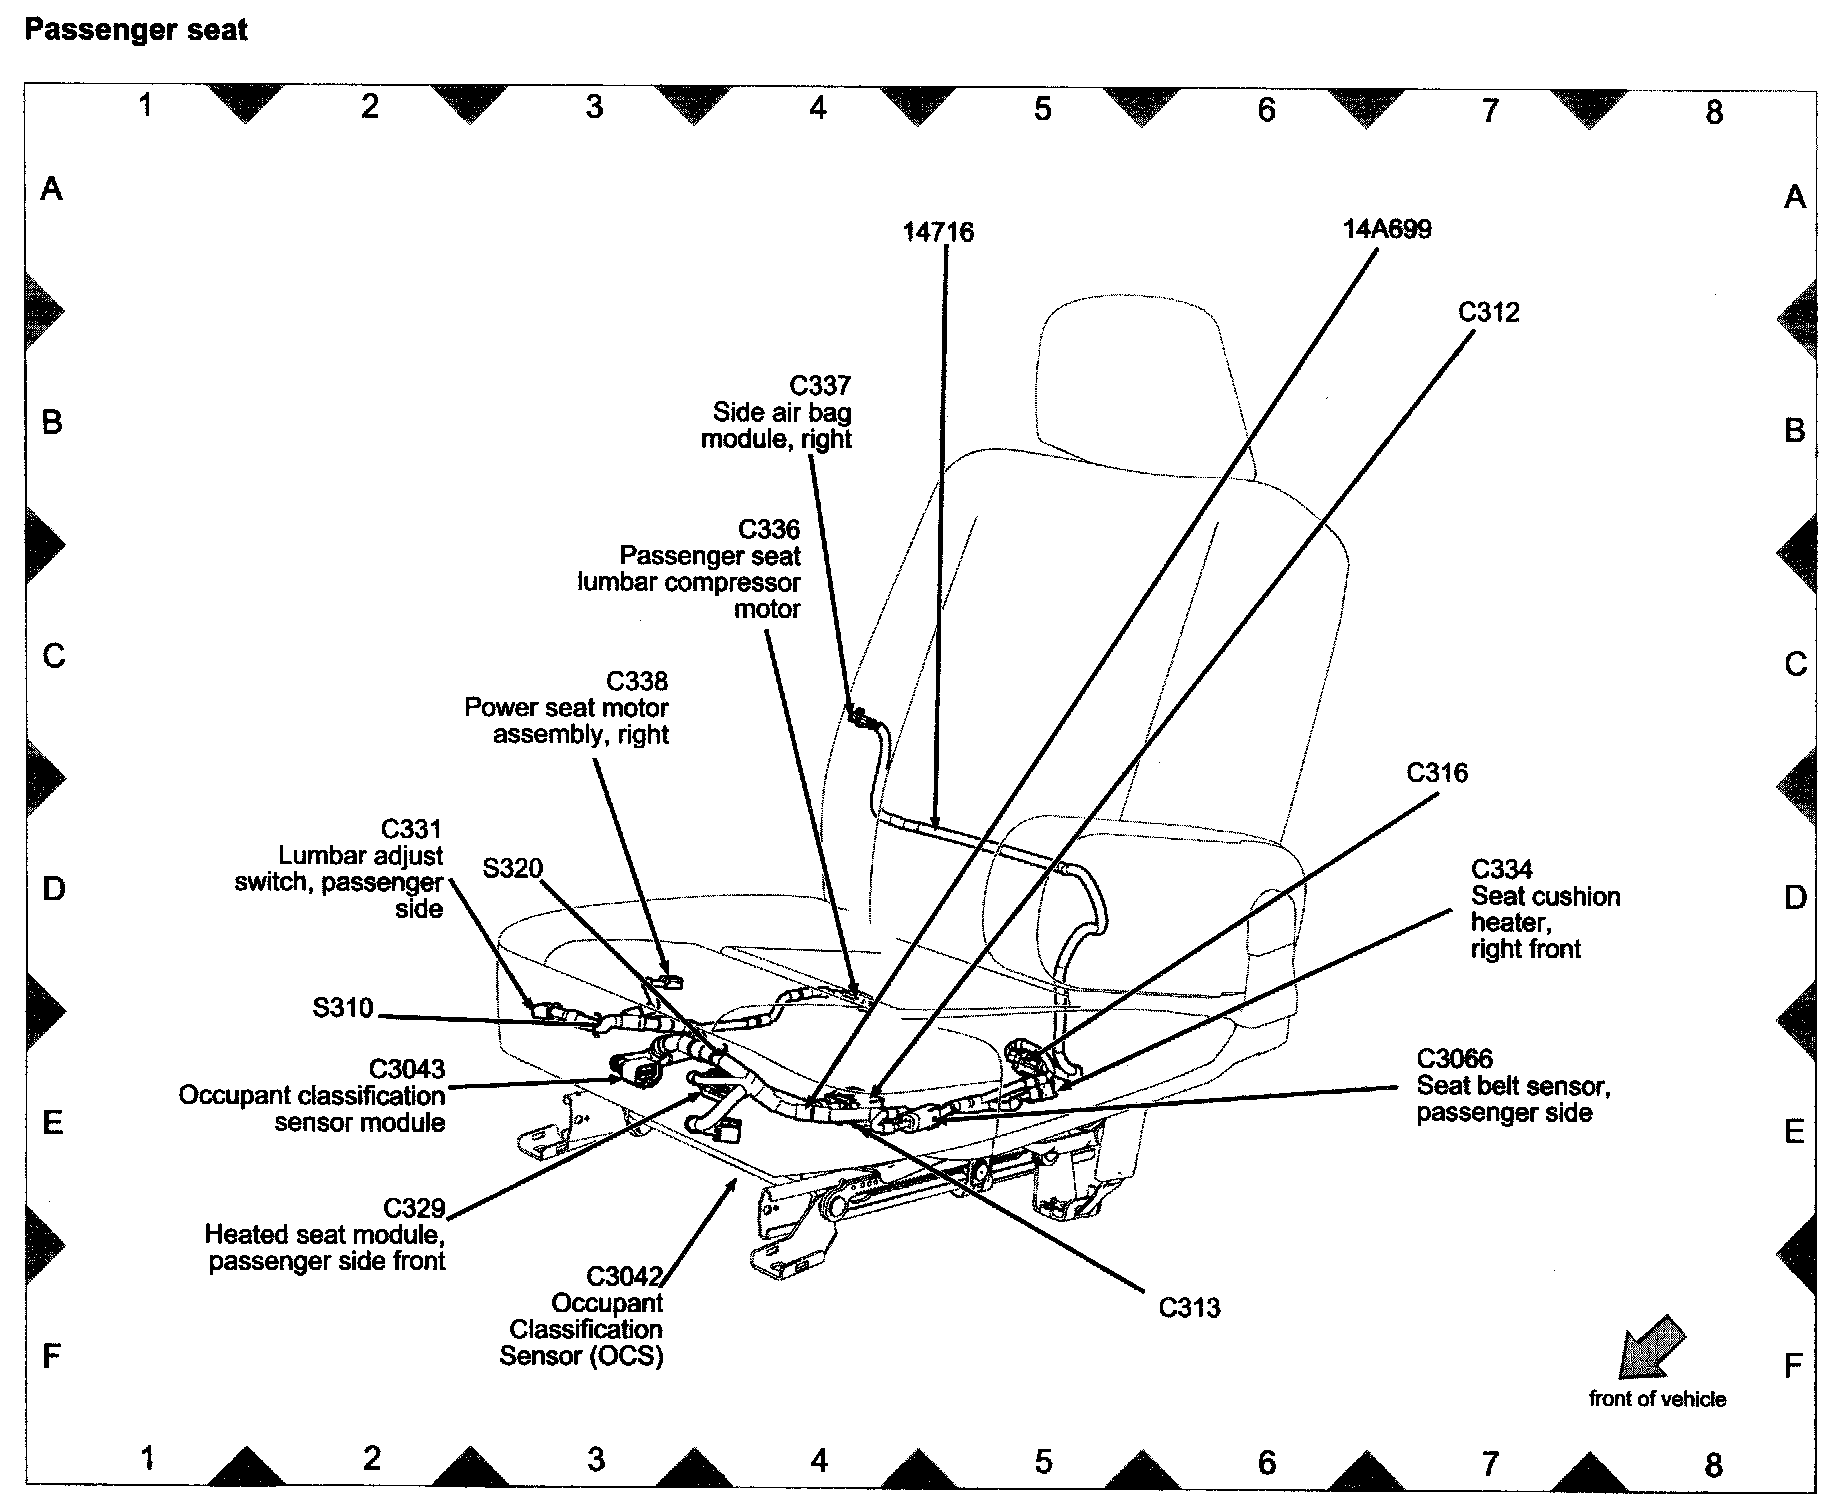 Passenger seat
1 2 3 4 5 6 7 8
A A
14716
14A699
C312
C337
Side air bag
module, right
B B
C336
Passenger seat
lumbar compressor
motor
C C
C338
Power seat motor
assembly, right
C316
C331
Lumbar adjust
switch, passenger
side
S320
C334
Seat cushion
heater,
right front
D D
S310
C3043
Occupant classification
sensor module
C3066
Seat belt sensor,
passenger side
E E
C329
Heated seat module,
passenger side front
C3042
Occupant
Classification
Sensor (OCS)
C313
F F
front of vehicle
1 2 3 4 5 6 7 8